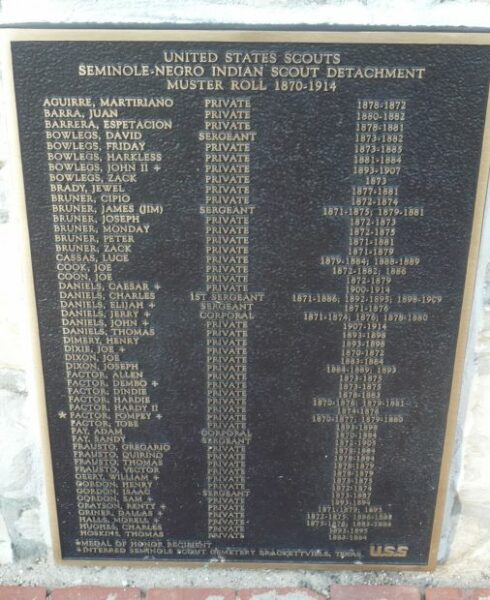 UNITED STATES SCOUTS
SEMINOLE-NEGRO INDIAN SCOUT DETACHMENT
MUSTER ROLL 1870-1914
AGUIRRE, MARTIRIANO PRIVATE 1878-1872
BARRA, JUAN PRIVATE 1880-1882
BARRERA, ESPETACION PRIVATE 1878-1881
BOWLEGS, DAVID SERGEANT 1873-1882
BOWLEGS, FRIDAY PRIVATE 1873-1885
BOWLEGS, HARKLESS PRIVATE 1881-1884
BOWLEGS, JOHN II + PRIVATE 1893-1907
BOWLEGS, ZACK PRIVATE 1873
BRADY, JEWEL PRIVATE 1877-1881
BRUNER, CIPIO PRIVATE 1872-1874
BRUNER, JAMES (JIM) SERGEANT 1871-1875; 1879-1881
BRUNER, JOSEPH PRIVATE 1872-1873
BRUNER, MONDAY PRIVATE 1872-1875
BRUNER, PETER PRIVATE 1871-1881
BRUNER, ZACK PRIVATE 1871-1879
CASSAS, LUCE PRIVATE 1879-1884; 1888-1889
COOK, JOE PRIVATE 1872-1882; 1886
COON, JOE PRIVATE 1872-1879
DANIELS, CAESAR + PRIVATE 1900-1914
DANIELS, CHARLES 1ST SERGEANT 1871-1886; 1892-1895; 1898-1909
DANIELS, ELIJAH + SERGEANT 1871-1876
DANIELS, JERRY + CORPORAL 1871-1874; 1876; 1878-1880
DANIELS, JOHN + PRIVATE 1907-1914
DANIELS, THOMAS PRIVATE 1893-1898
DIMERY, HENRY PRIVATE 1893-1898
DIXIE, JOE + PRIVATE 1870-1872
DIXON, JOE PRIVATE 1883-1884
DIXON, JOSEPH PRIVATE 1884-1889; 1893
FACTOR, ALLEN PRIVATE 1873-1875
FACTOR, DEMBO + PRIVATE 1873-1875
FACTOR, DINDIE PRIVATE 1878-1883
FACTOR, HARDIE PRIVATE 1870-1876; 1879-1881
FACTOR, HARDY II PRIVATE 1874-1876
* FACTOR, POMPEY + PRIVATE 1870-1877; 1879-1880
FACTOR, TOBE PRIVATE
FAY, ADAM CORPORAL
FAY, SANDY SERGEANT
FRAUSTO, GREGARIO PRIVATE
FRAUSTO, QUIRINO PRIVATE
FRAUSTO, THOMAS PRIVATE
FRAUSTO, VECTOR PRIVATE
GEERY, WILLIAM + PRIVATE
GORDON, HENRY PRIVATE
GORDON, ISAAC SERGEANT
GORDON, SAM + PRIVATE
GRAYSON, RENTY + PRIVATE
GRINER, DALLAS + PRIVATE
HALLS, MORELL + PRIVATE
HUGHES, CHARLES PRIVATE
HOSKINS, THOMAS PRIVATE
*MEDAL OF HONOR RECIPIENT
+INTERRED SEMINOLE SCOUT CEMETERY BRACKETTVILLE, TEXAS
USS